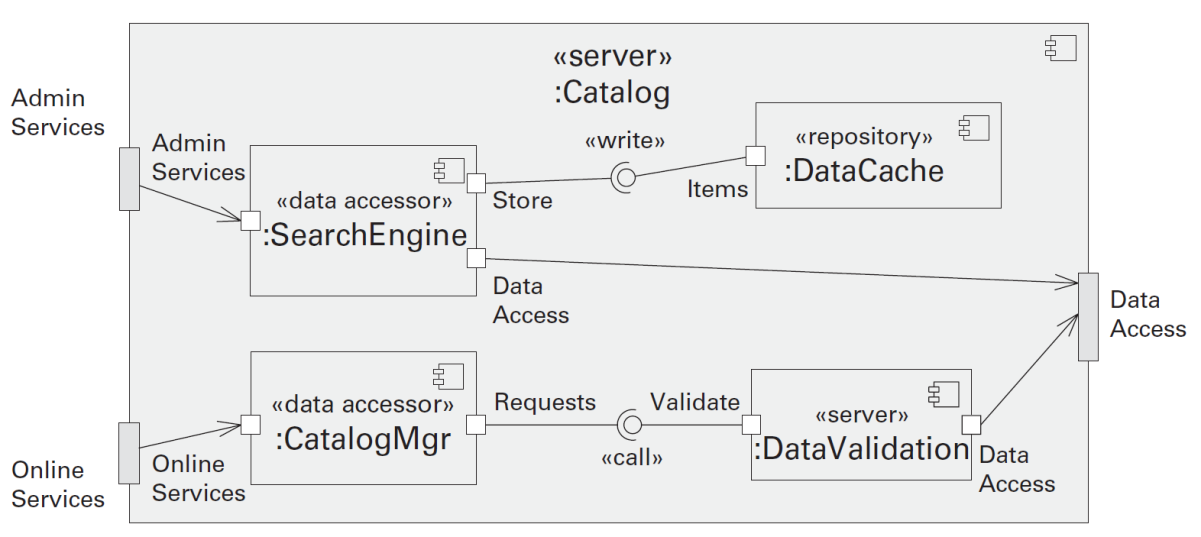 «server»
:Catalog
Admin
Services
Admin
Services
«data accessor»
:SearchEngine
Store
«write»
Items
«repository»
:DataCache
Data
Access
Data
Access
Online
Services
Online
Services
«data accessor»
:CatalogMgr
Requests
«call»
Validate
«server»
:DataValidation
Data
Access